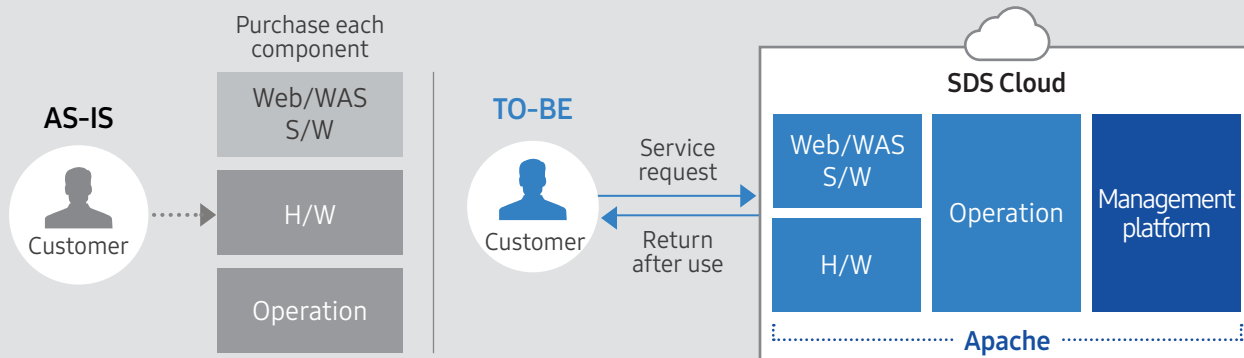 AS-IS
Customer
Purchase each
component
Web/WAS
S/W
H/W
Operation
TO-BE
Customer
Service
request
Return
after use
SDS Cloud
Web/WAS
S/W
H/W
Operation
Management
platform
Apache